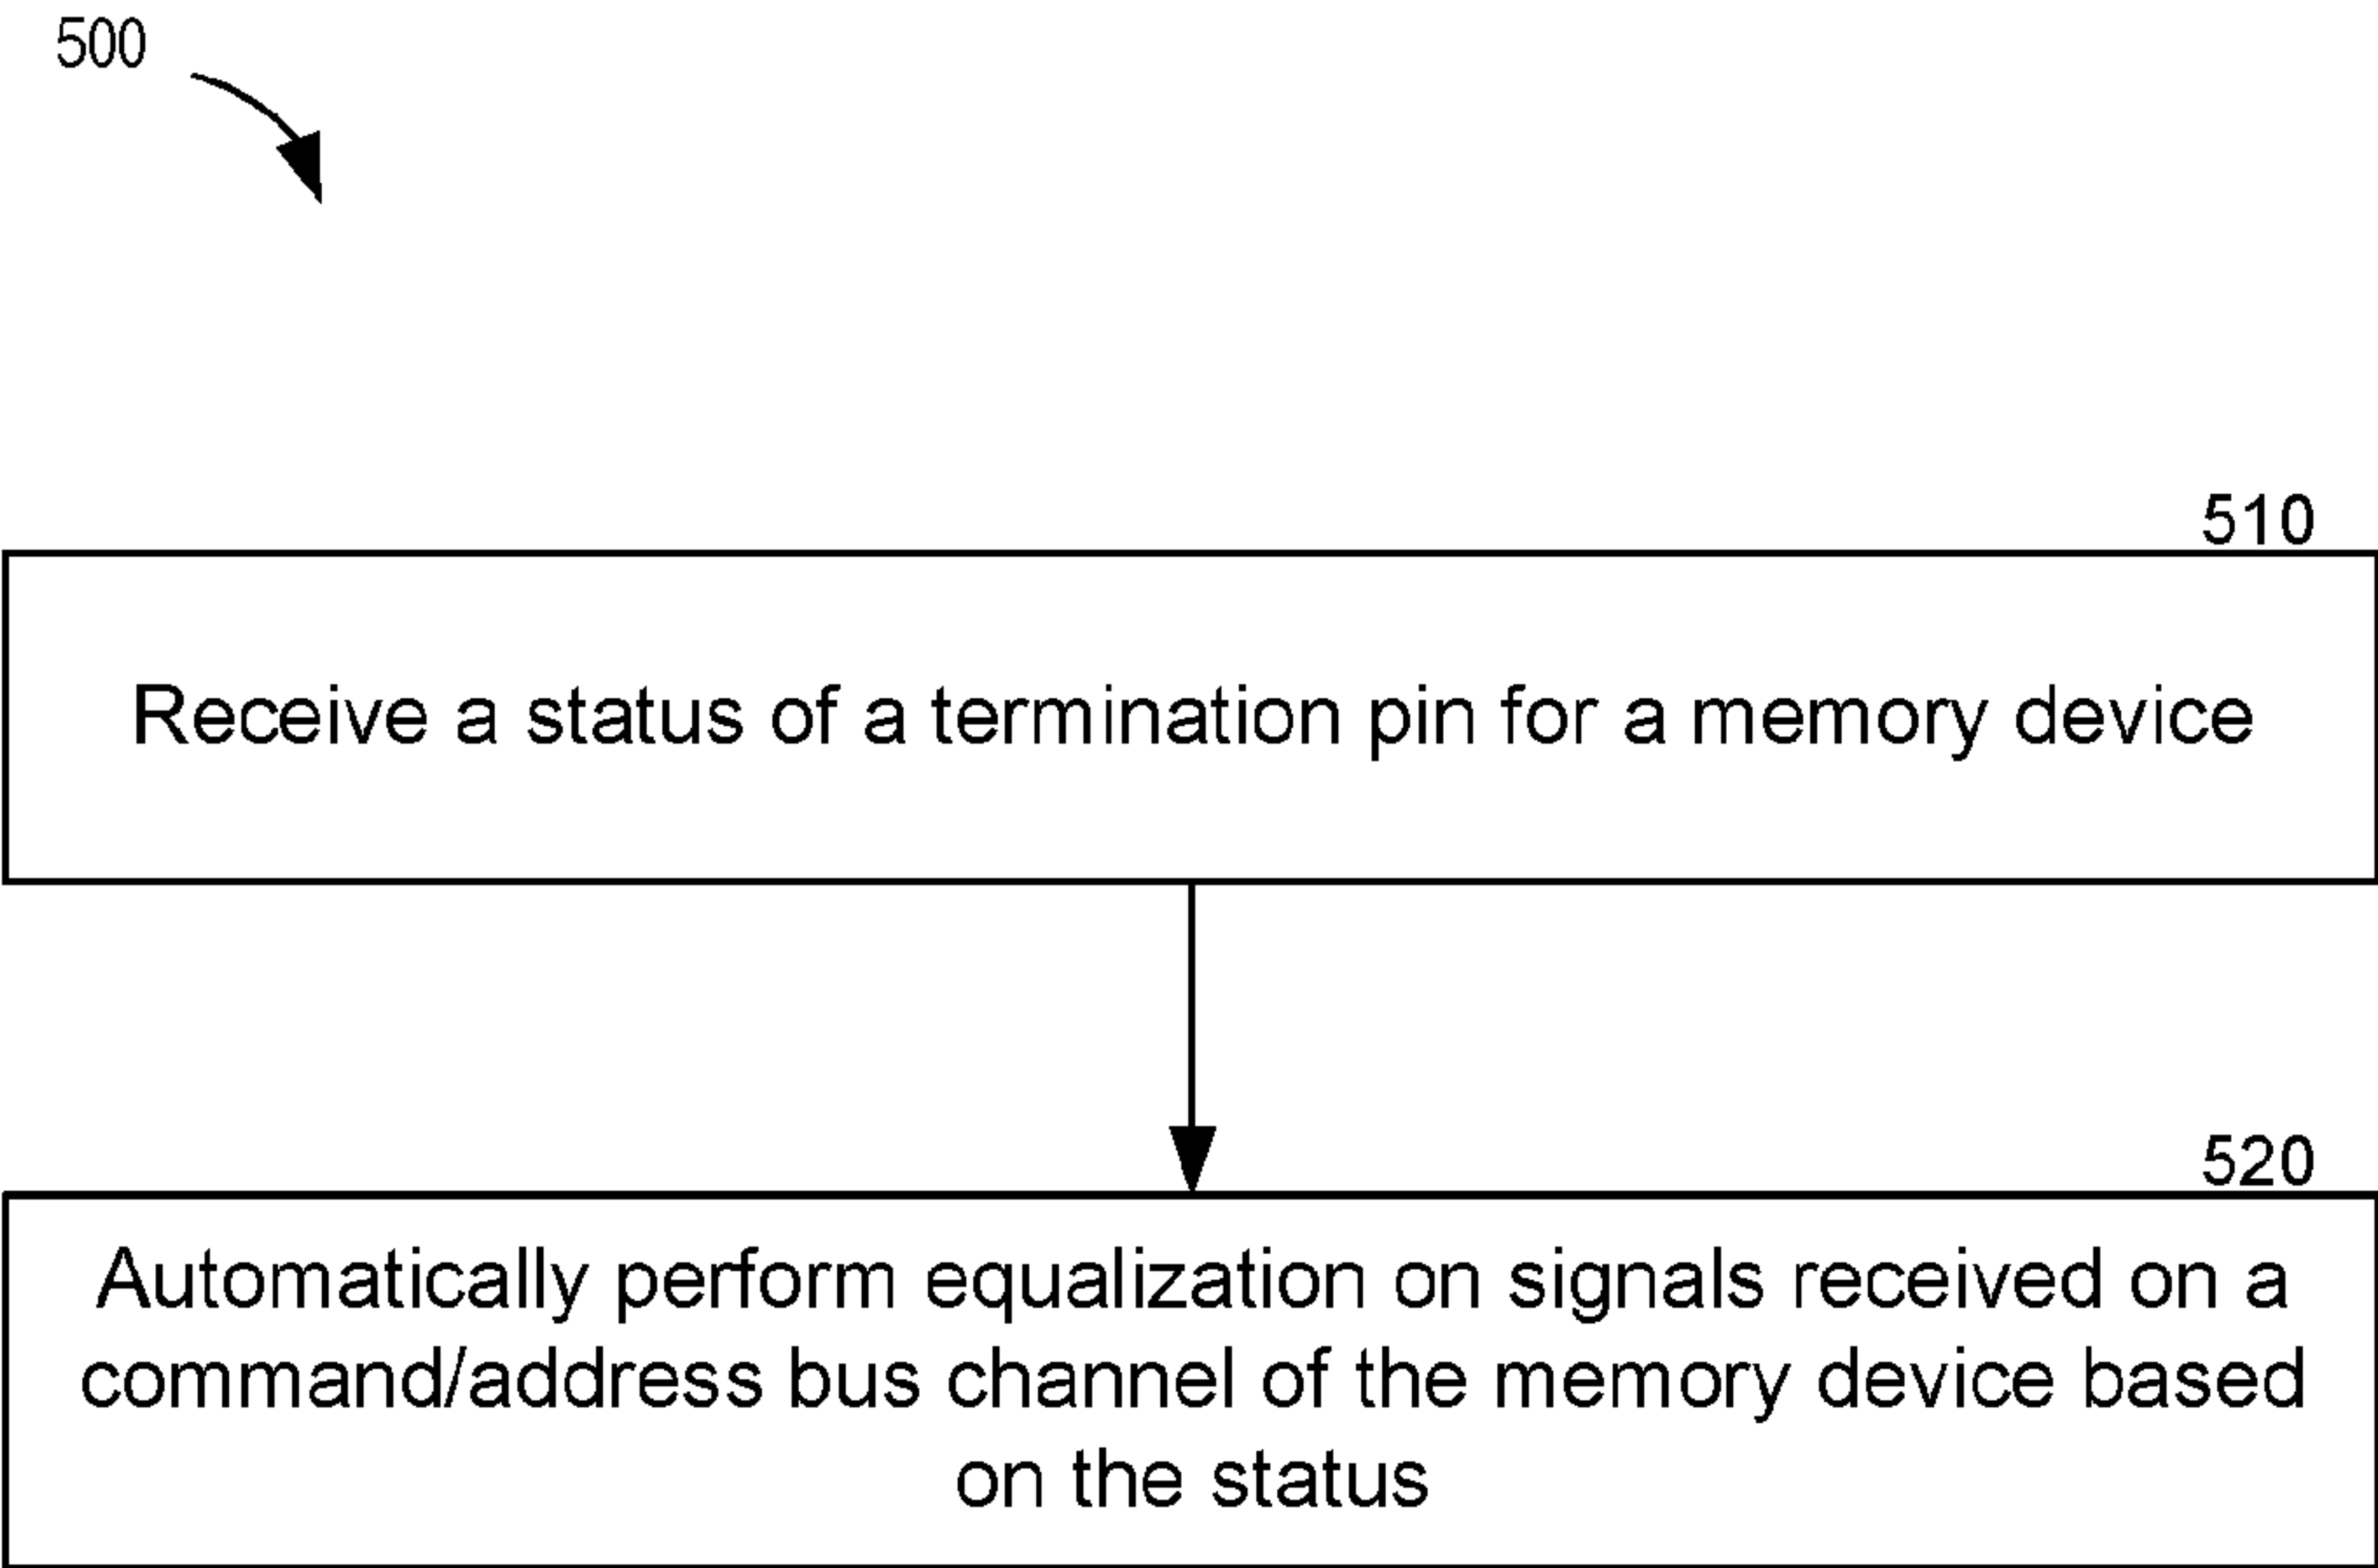 500
510
Receive a status of a termination pin for a memory device
520
Automatically perform equalization on signals received on a
command/address bus channel of the memory device based
on the status